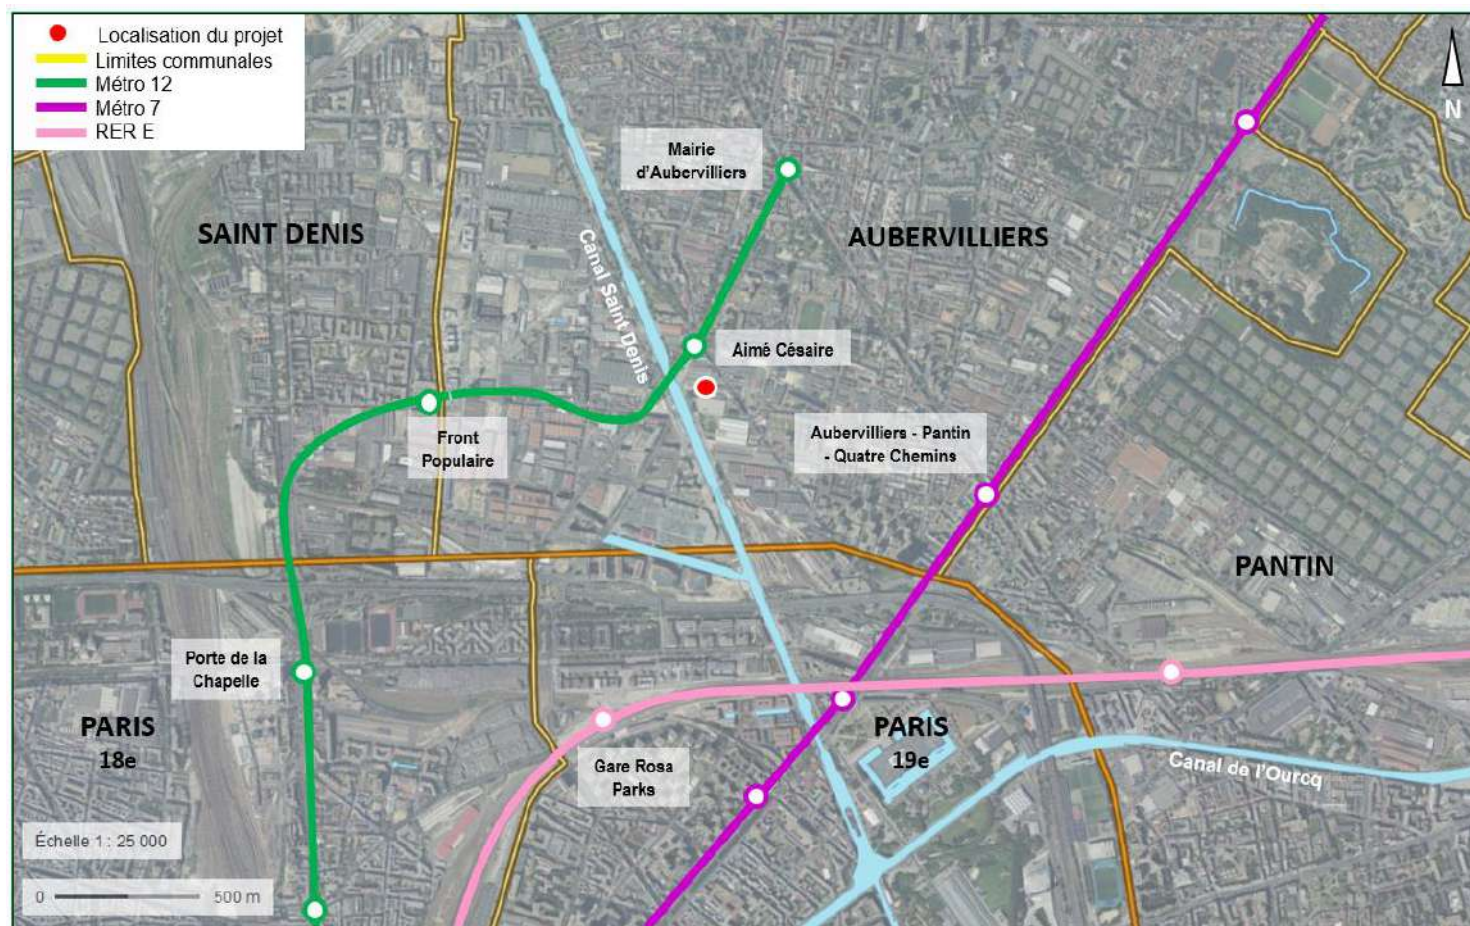 Localisation du projet
Limites communales
Métro 12
Métro 7
RER E
N
Mairie
d'Aubervilliers
SAINT DENIS
AUBERVILLIERS
Canal Saint Denis
Aimé Césaire
Front
Populaire
Aubervilliers - Pantin
- Quatre Chemins
PANTIN
Porte de la
Chapelle
PARIS
18e
PARIS
19e
Gare Rosa
Parks
Canal de l'Ourcq
Échelle 1 : 25 000
0 500 m